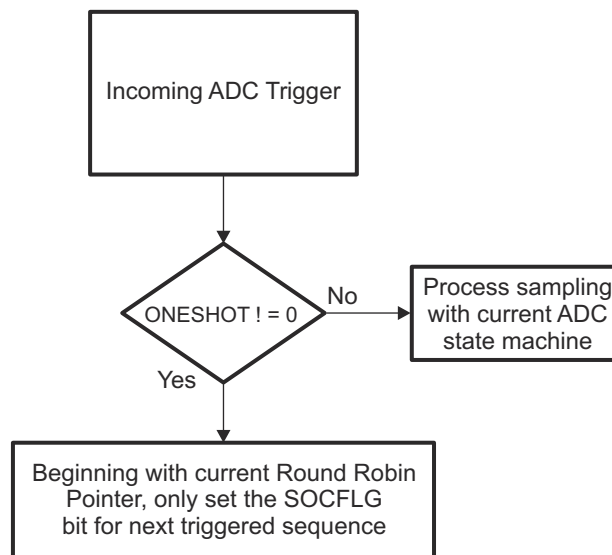 Incoming ADC Trigger
ONESHOT ! = 0
No
Process sampling
with current ADC
state machine
Yes
Beginning with current Round Robin
Pointer, only set the SOCFLG
bit for next triggered sequence